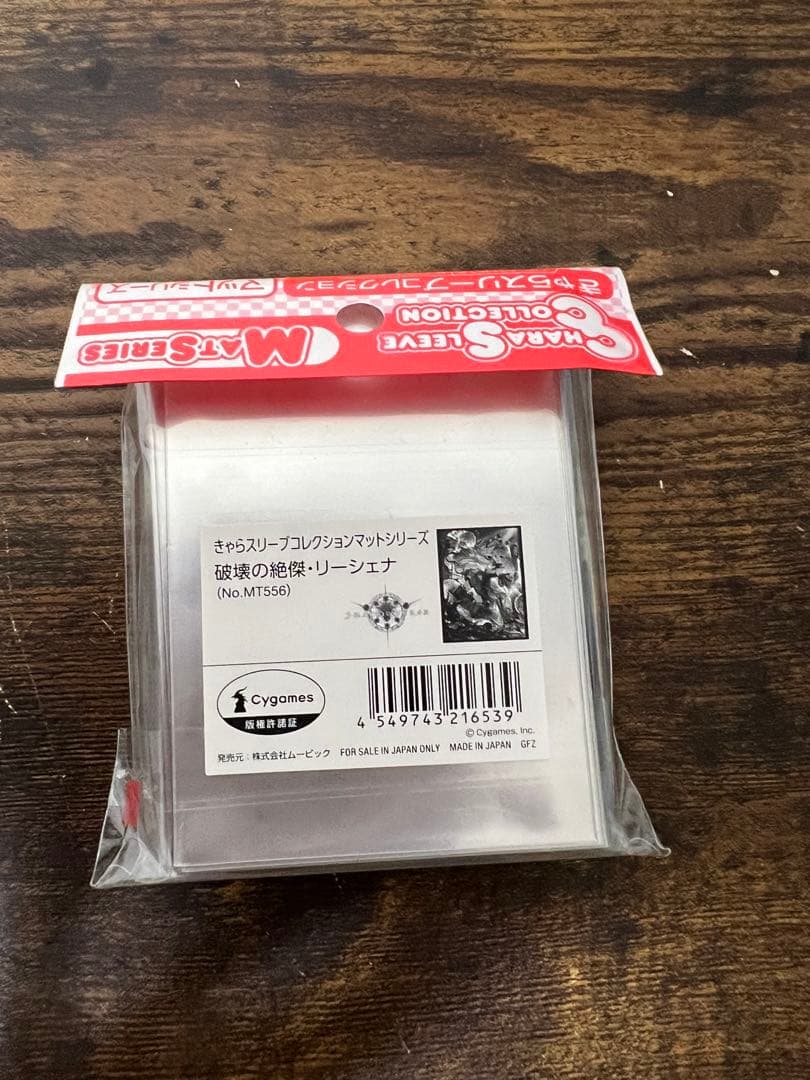 きゃらスリーブコレクション
マットシリーズ
CHARA SLEEVE COLLECTION
MAT SERIES
きゃらスリーブコレクションマットシリーズ
破壊の絶傑・リーシェナ
(No.MT556)
Cygames
版権許諾証
4 549743 216539
© Cygames, Inc.
発売元：株式会社ムービック FOR SALE IN JAPAN ONLY MADE IN JAPAN GFZ